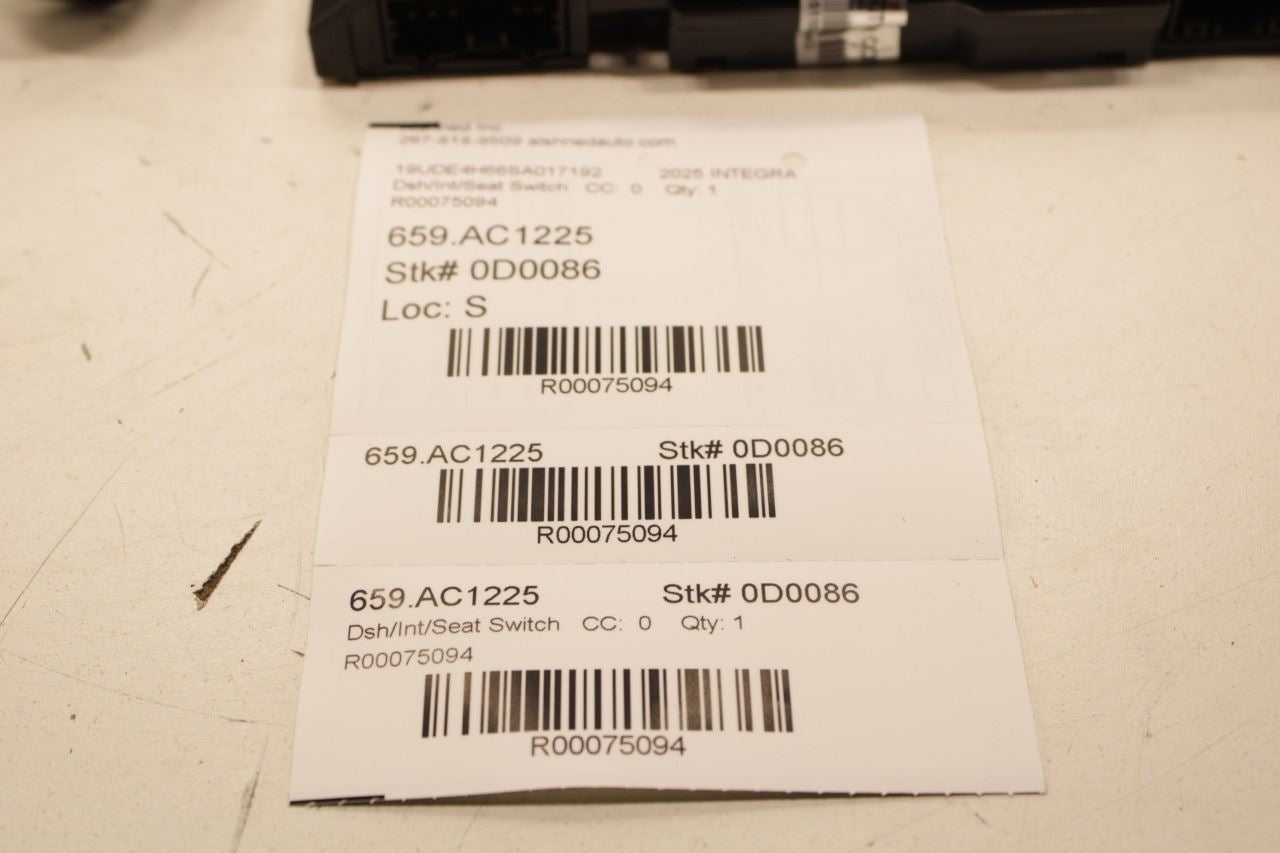 267-818-9509 alshnedauto.com
19UDE4H66SA017192 2025 INTEGRA
Dsh/Int/Seat Switch CC: 0 Qty: 1
R00075094
659.AC1225
Stk# 0D0086
Loc: S
R00075094
659.AC1225 Stk# 0D0086
R00075094
659.AC1225 Stk# 0D0086
Dsh/Int/Seat Switch CC: 0 Qty: 1
R00075094
R00075094